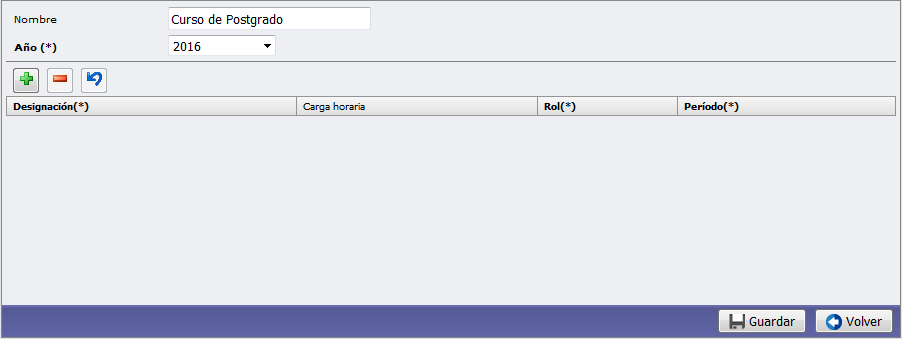 Nombre Curso de Postgrado
Año (*) 2016
Designación(*) Carga horaria Rol(*) Período(*)
Guardar Volver